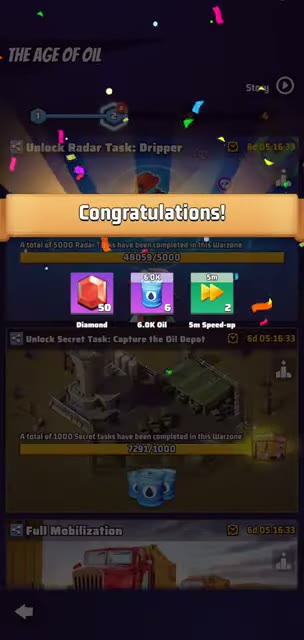 THE AGE OF OIL
Story
1
2
Unlock Radar Task: Dripper
6d 05:16:33
Congratulations!
A total of 5000 Radar Tasks have been completed in this Warzone
48059/5000
50
6.0K
6
5m
2
Diamond
6.0K Oil
5m Speed-up
Unlock Secret Task: Capture the Oil Depot
6d 05:16:33
A total of 1000 Secret tasks have been completed in this Warzone
7291/1000
Full Mobilization
6d 05:16:33